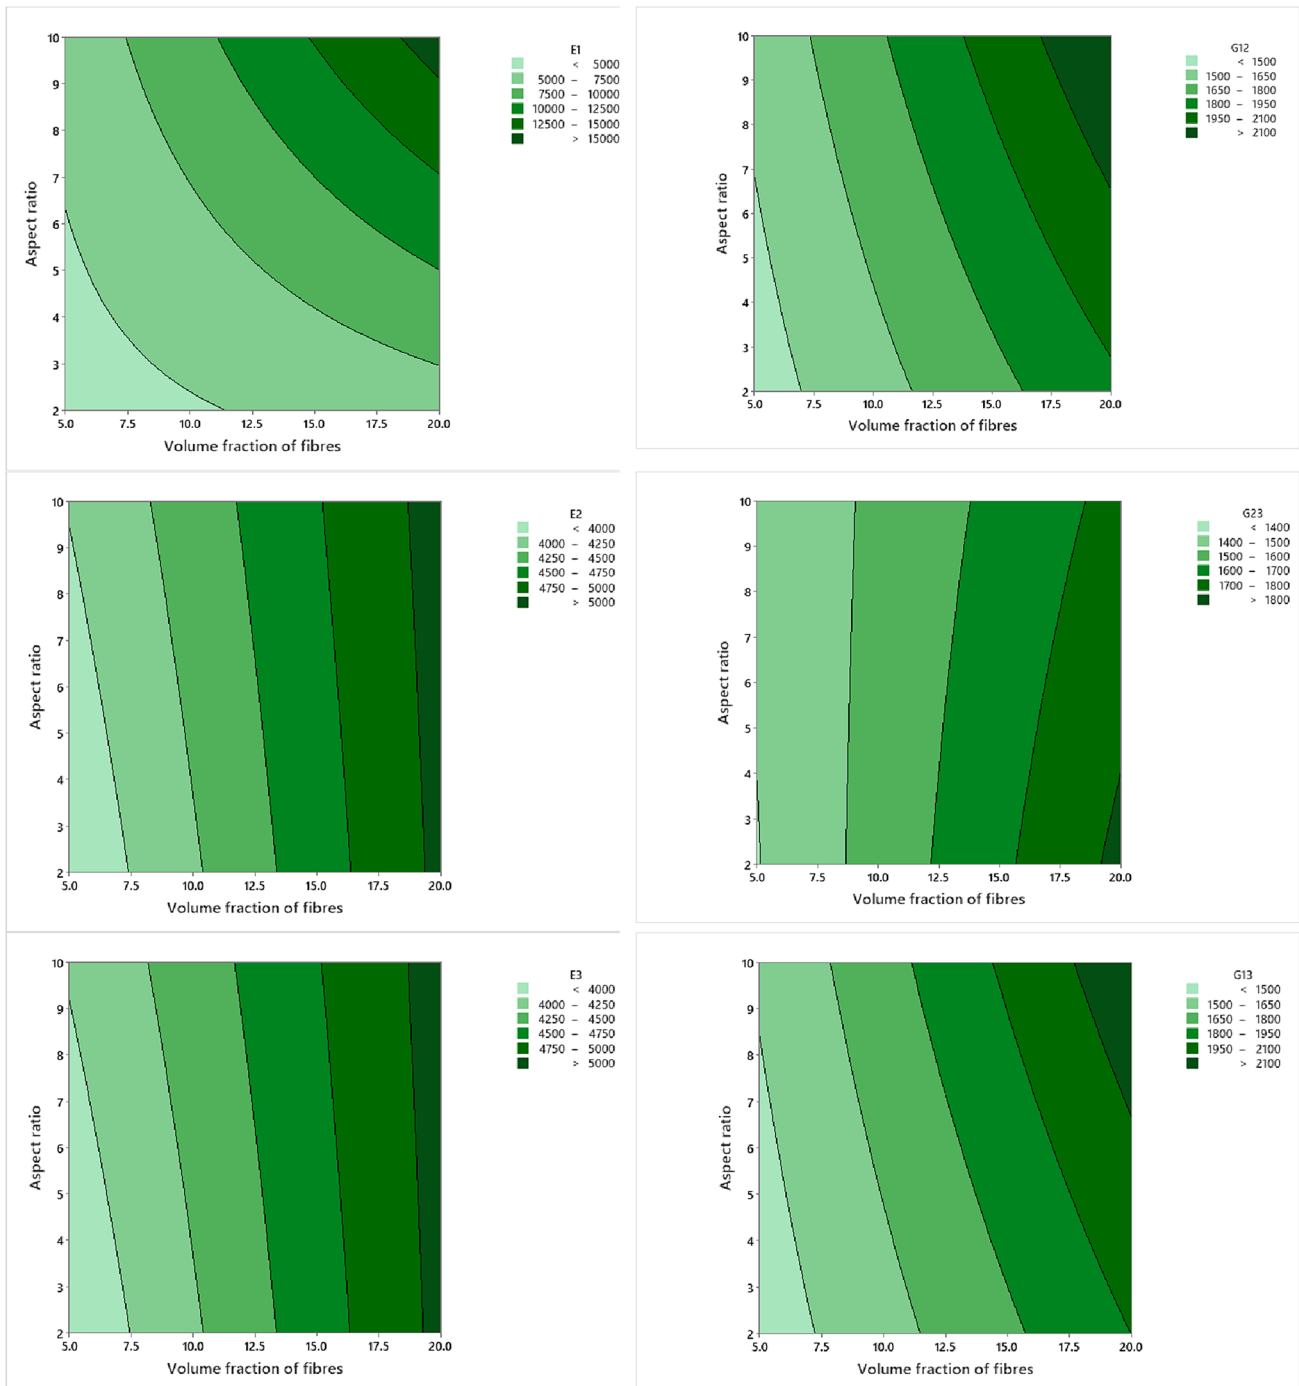 E1
< 5000
5000 – 7500
7500 – 10000
10000 – 12500
12500 – 15000
> 15000
10
9
8
7
6
5
4
3
2
Aspect ratio
5.0 7.5 10.0 12.5 15.0 17.5 20.0
Volume fraction of fibres
G12
< 1500
1500 – 1650
1650 – 1800
1800 – 1950
1950 – 2100
> 2100
10
9
8
7
6
5
4
3
2
Aspect ratio
5.0 7.5 10.0 12.5 15.0 17.5 20.0
Volume fraction of fibres
E2
< 4000
4000 – 4250
4250 – 4500
4500 – 4750
4750 – 5000
> 5000
10
9
8
7
6
5
4
3
2
Aspect ratio
5.0 7.5 10.0 12.5 15.0 17.5 20.0
Volume fraction of fibres
G23
< 1400
1400 – 1500
1500 – 1600
1600 – 1700
1700 – 1800
> 1800
10
9
8
7
6
5
4
3
2
Aspect ratio
5.0 7.5 10.0 12.5 15.0 17.5 20.0
Volume fraction of fibres
E3
< 4000
4000 – 4250
4250 – 4500
4500 – 4750
4750 – 5000
> 5000
10
9
8
7
6
5
4
3
2
Aspect ratio
5.0 7.5 10.0 12.5 15.0 17.5 20.0
Volume fraction of fibres
G13
< 1500
1500 – 1650
1650 – 1800
1800 – 1950
1950 – 2100
> 2100
10
9
8
7
6
5
4
3
2
Aspect ratio
5.0 7.5 10.0 12.5 15.0 17.5 20.0
Volume fraction of fibres